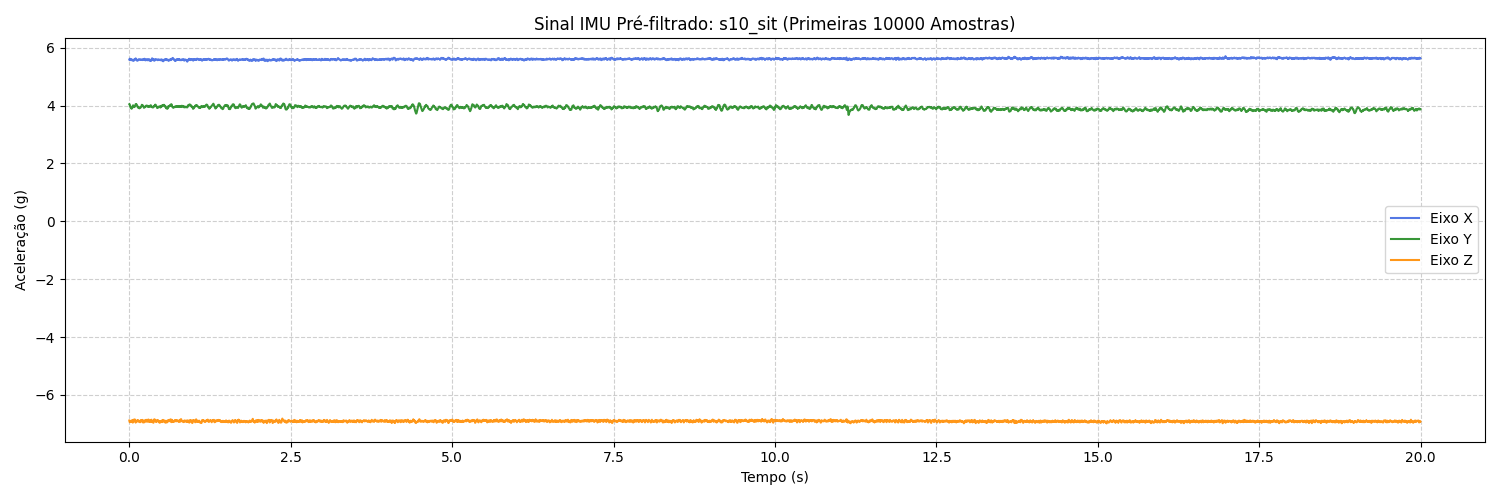 Sinal IMU Pré-filtrado: s10_sit (Primeiras 10000 Amostras)
6
4
2
0
−2
−4
−6
Aceleração (g)
Eixo X
Eixo Y
Eixo Z
0.0 2.5 5.0 7.5 10.0 12.5 15.0 17.5 20.0
Tempo (s)